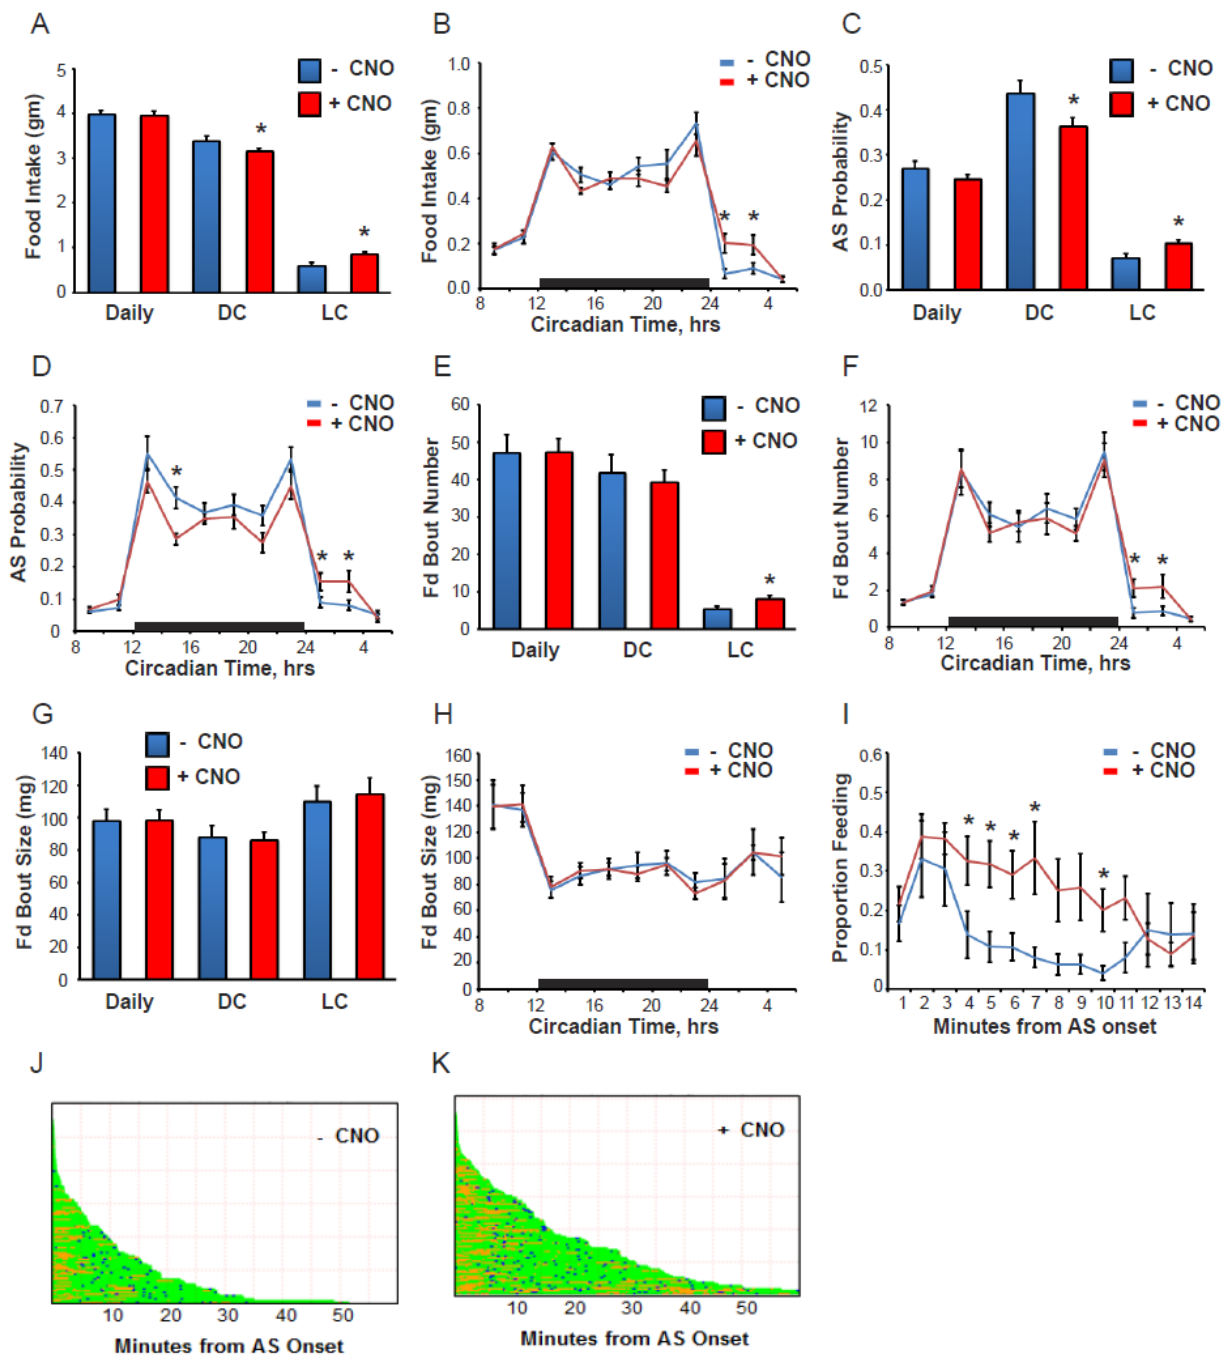 A
- CNO
+ CNO
Food Intake (gm)
5
4
3
2
1
0
*
*
Daily DC LC
B
- CNO
+ CNO
Food Intake (gm)
1.0
0.8
0.6
0.4
0.2
0.0
* *
8 12 16 20 24 4
Circadian Time, hrs
C
- CNO
+ CNO
AS Probability
0.5
0.4
0.3
0.2
0.1
0.0
*
*
Daily DC LC
D
- CNO
+ CNO
AS Probability
0.7
0.6
0.5
0.4
0.3
0.2
0.1
0
*
* *
8 12 16 20 24 4
Circadian Time, hrs
E
- CNO
+ CNO
Fd Bout Number
60
50
40
30
20
10
0
*
Daily DC LC
F
- CNO
+ CNO
Fd Bout Number
12
10
8
6
4
2
0
* *
8 12 16 20 24 4
Circadian Time, hrs
G
- CNO
+ CNO
Fd Bout Size (mg)
140
120
100
80
60
40
20
0
Daily DC LC
H
- CNO
+ CNO
Fd Bout Size (mg)
160
150
140
120
100
80
60
40
20
0
8 12 16 20 24 4
Circadian Time, hrs
I
- CNO
+ CNO
Proportion Feeding
0.6
0.5
0.4
0.3
0.2
0.1
0
* * * *
*
1 2 3 4 5 6 7 8 9 10 11 12 13 14
Minutes from AS onset
J
- CNO
10 20 30 40 50
Minutes from AS Onset
K
+ CNO
10 20 30 40 50
Minutes from AS Onset